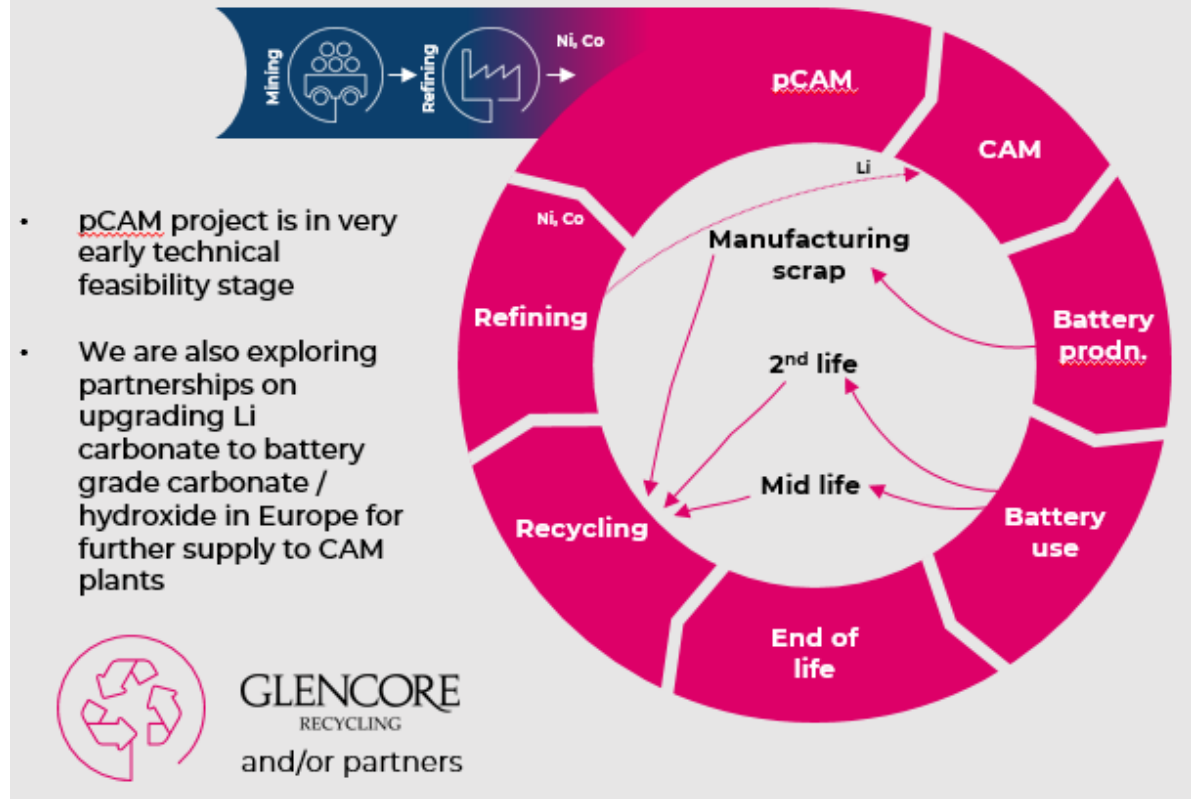 Mining
Refining
Ni, Co
pCAM
CAM
Li
Ni, Co
Manufacturing
scrap
Refining
Battery
prodn.
2nd life
Mid life
Recycling
Battery
use
End of
life
• pCAM project is in very
early technical
feasibility stage
• We are also exploring
partnerships on
upgrading Li
carbonate to battery
grade carbonate /
hydroxide in Europe for
further supply to CAM
plants
GLENCORE
RECYCLING
and/or partners